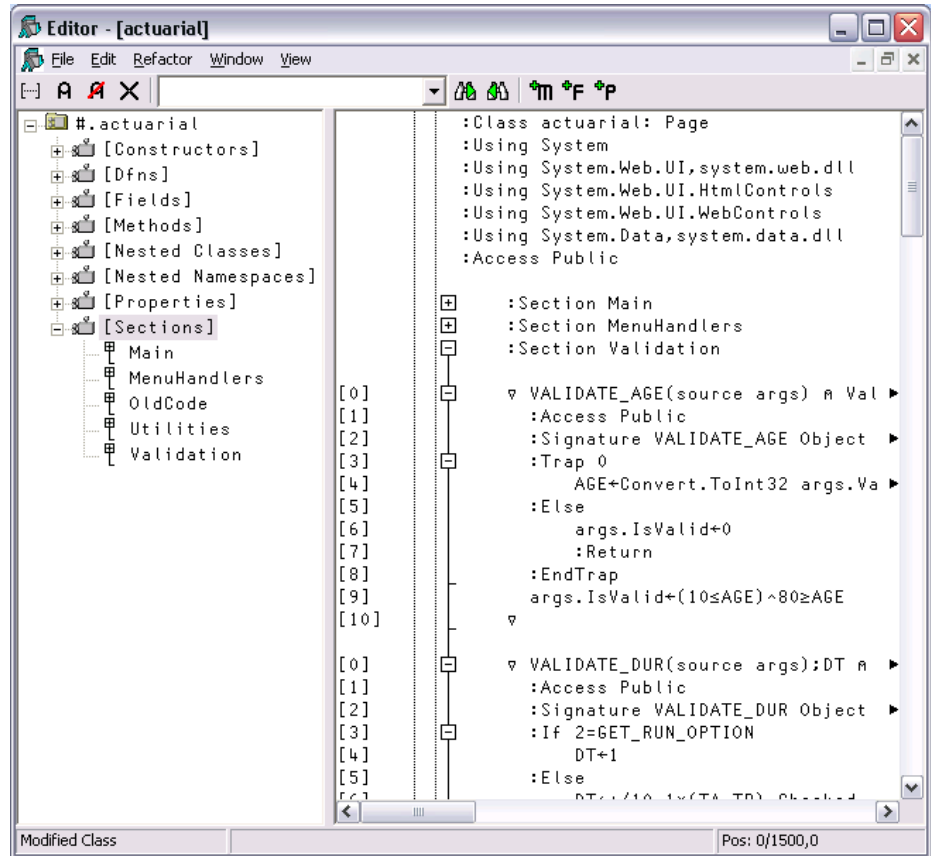 Editor - [actuarial]
File Edit Refactor Window View
A A
#.actuarial
[Constructors]
[Dfns]
[Fields]
[Methods]
[Nested Classes]
[Nested Namespaces]
[Properties]
[Sections]
Main
MenuHandlers
OldCode
Utilities
Validation
:Class actuarial: Page
:Using System
:Using System.Web.UI,system.web.dll
:Using System.Web.UI.HtmlControls
:Using System.Web.UI.WebControls
:Using System.Data,system.data.dll
:Access Public
:Section Main
:Section MenuHandlers
:Section Validation
[0] ∇ VALIDATE_AGE(source args) ⍝ Val
[1] :Access Public
[2] :Signature VALIDATE_AGE Object
[3] :Trap 0
[4] AGE←Convert.ToInt32 args.Va
[5] :Else
[6] args.IsValid←0
[7] :Return
[8] :EndTrap
[9] args.IsValid←(10≤AGE)^80≥AGE
[10] ∇
[0] ∇ VALIDATE_DUR(source args);DT ⍝
[1] :Access Public
[2] :Signature VALIDATE_DUR Object
[3] :If 2=GET_RUN_OPTION
[4] DT←1
[5] :Else
Modified Class
Pos: 0/1500,0